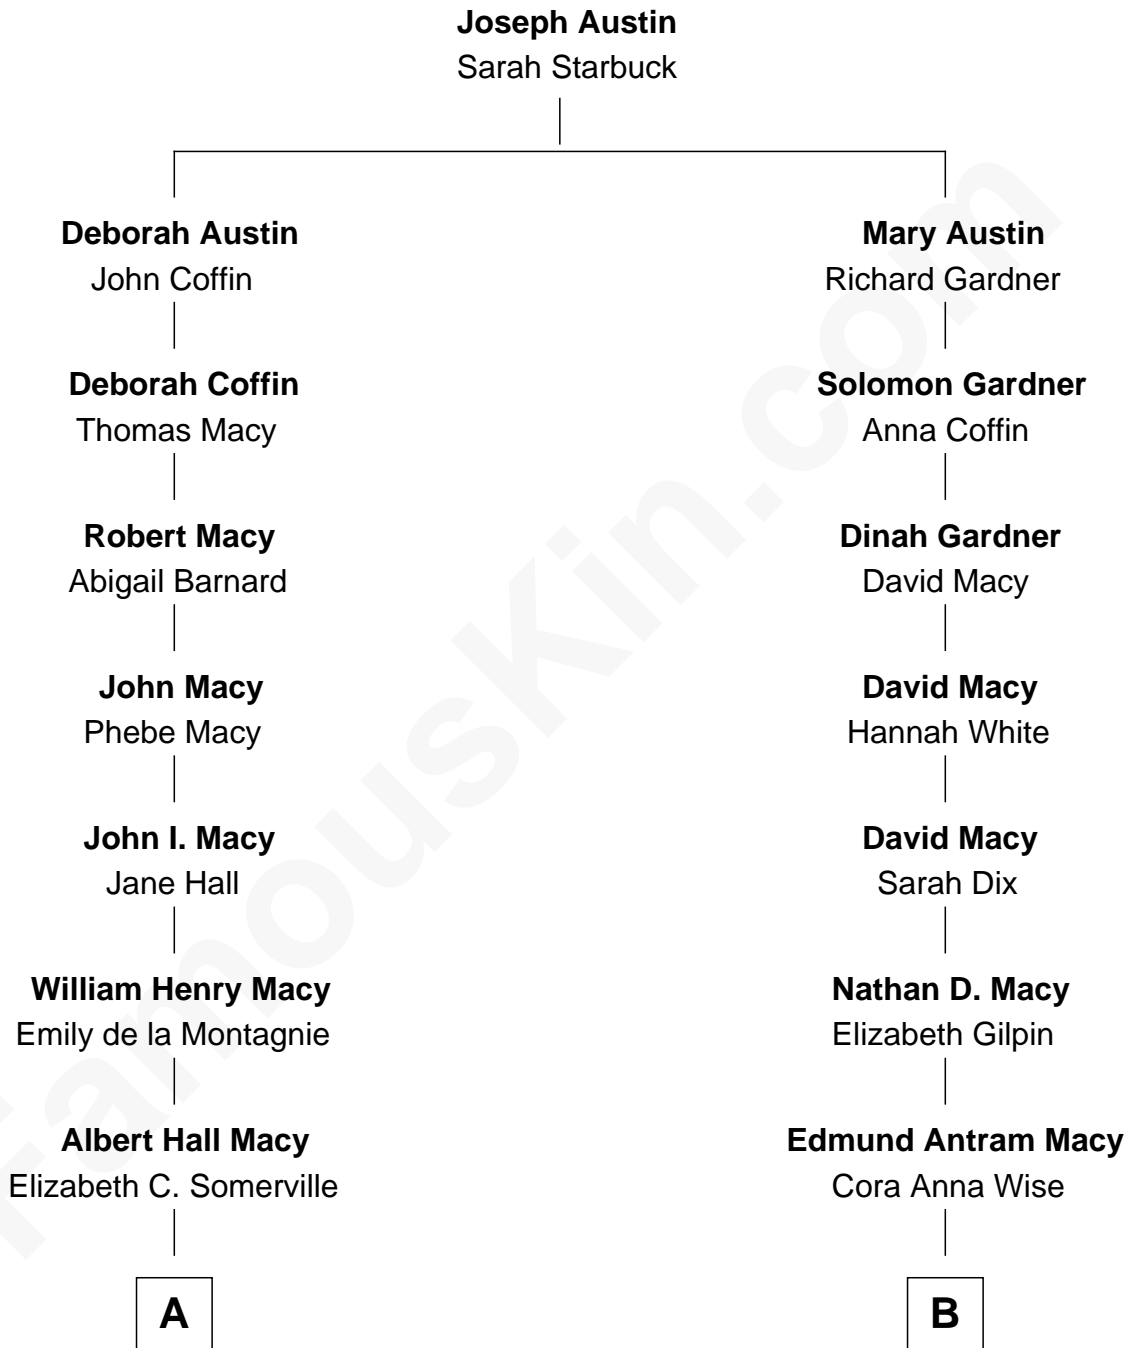 Joseph Austin
Sarah Starbuck
Deborah Austin
John Coffin
Mary Austin
Richard Gardner
Deborah Coffin
Thomas Macy
Solomon Gardner
Anna Coffin
Robert Macy
Abigail Barnard
Dinah Gardner
David Macy
John Macy
Phebe Macy
David Macy
Hannah White
John I. Macy
Jane Hall
David Macy
Sarah Dix
William Henry Macy
Emily de la Montagnie
Nathan D. Macy
Elizabeth Gilpin
Albert Hall Macy
Elizabeth C. Somerville
Edmund Antram Macy
Cora Anna Wise
A
B
FamousKin.com